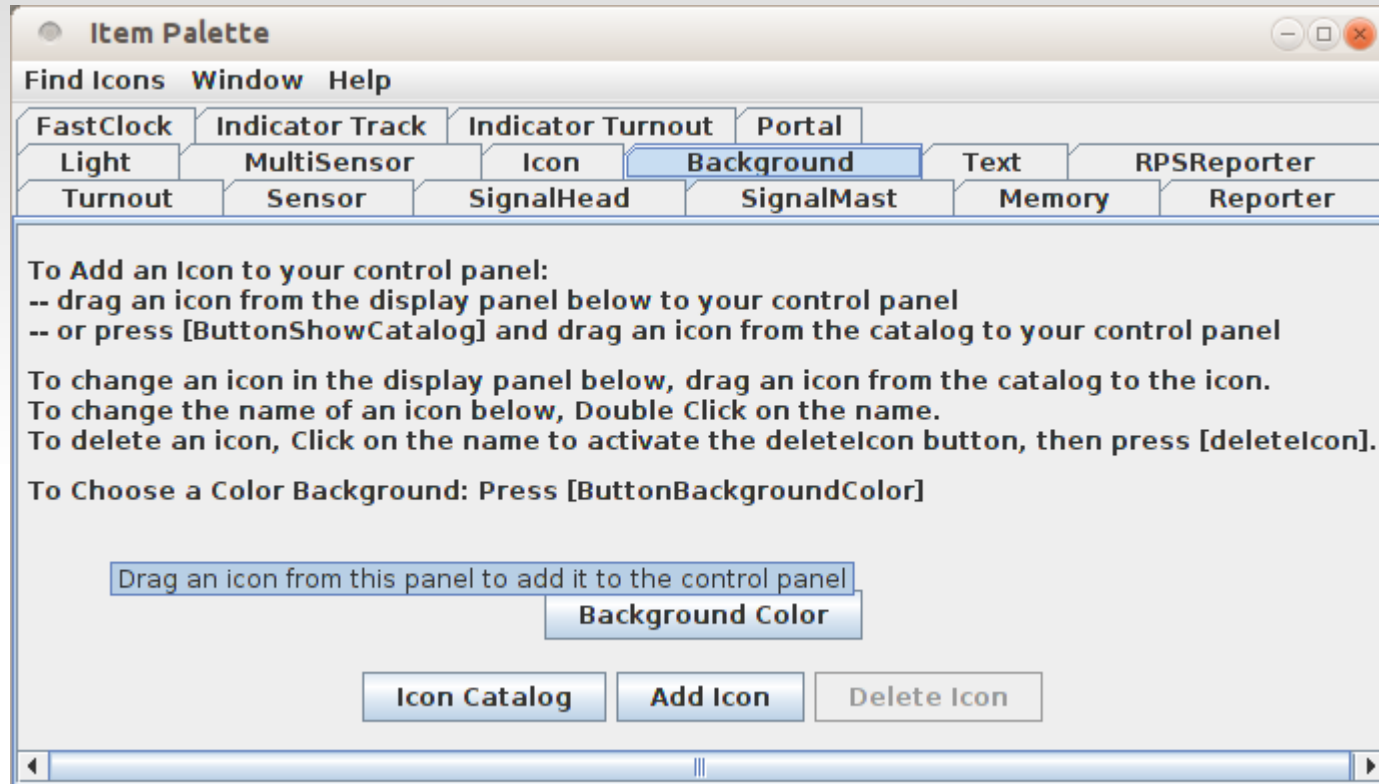 Item Palette
Find Icons Window Help
FastClock Indicator Track Indicator Turnout Portal
Light MultiSensor Icon Background Text RPSReporter
Turnout Sensor SignalHead SignalMast Memory Reporter
To Add an Icon to your control panel:
-- drag an icon from the display panel below to your control panel
-- or press [ButtonShowCatalog] and drag an icon from the catalog to your control panel
To change an icon in the display panel below, drag an icon from the catalog to the icon.
To change the name of an icon below, Double Click on the name.
To delete an icon, Click on the name to activate the deleteIcon button, then press [deleteIcon].
To Choose a Color Background: Press [ButtonBackgroundColor]
Drag an icon from this panel to add it to the control panel
Background Color
Icon Catalog Add Icon Delete Icon